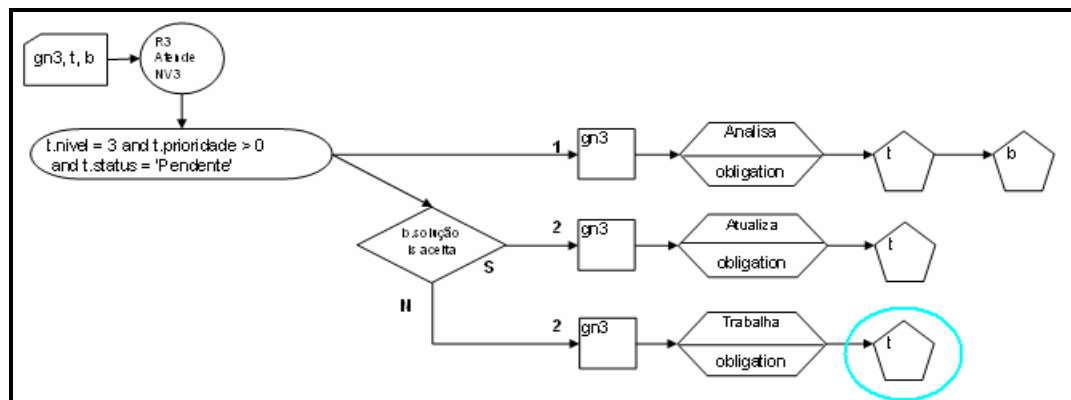 gn3, t, b
R3
Atende
NV3
t.nivel = 3 and t.prioridade > 0
and t.status = 'Pendente'
1
gn3
Analisa
obligation
t
b
b.solução
is aceita
S
N
2
gn3
Atualiza
obligation
t
2
gn3
Trabalha
obligation
t